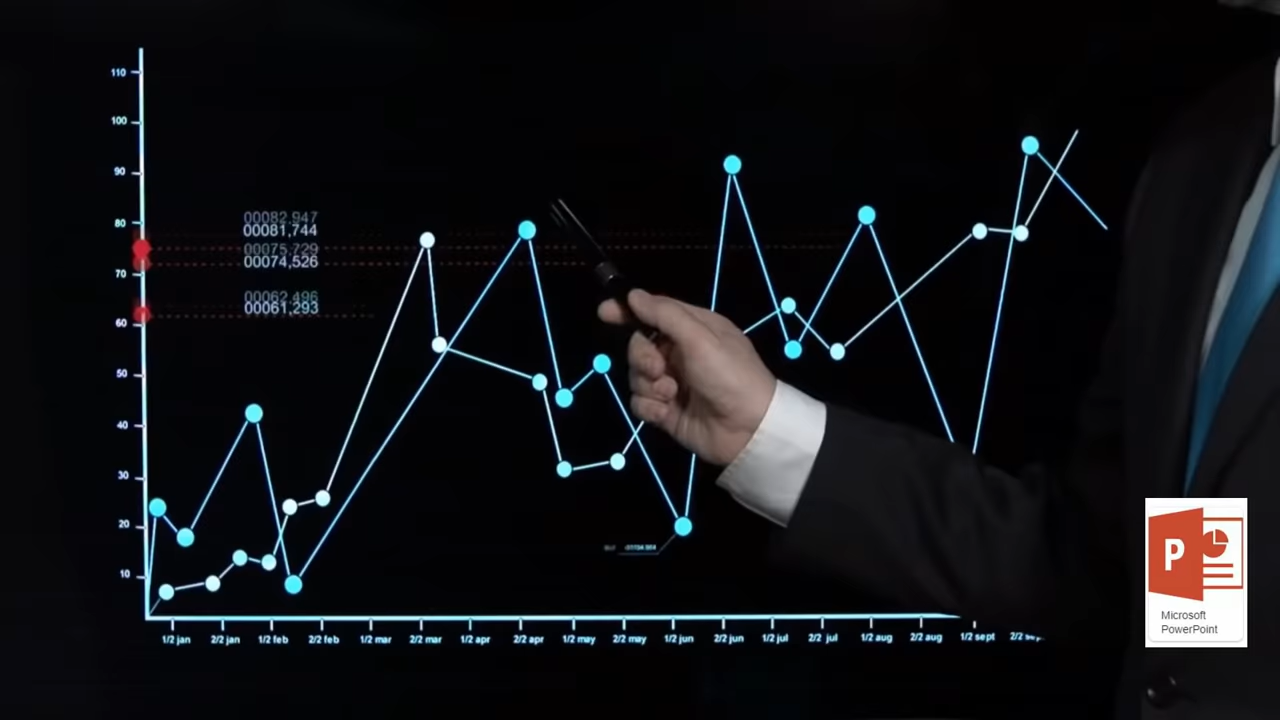 110
100
90
80
70
60
50
40
30
20
10
00082,947
00081,744
00075,729
00074,526
00062,496
00061,293
1/2 jan
2/2 jan
1/2 feb
2/2 feb
1/2 mar
2/2 mar
1/2 apr
2/2 apr
1/2 may
2/2 may
1/2 jun
2/2 jun
1/2 jul
2/2 jul
1/2 aug
2/2 aug
1/2 sept
2/2
P
Microsoft
PowerPoint